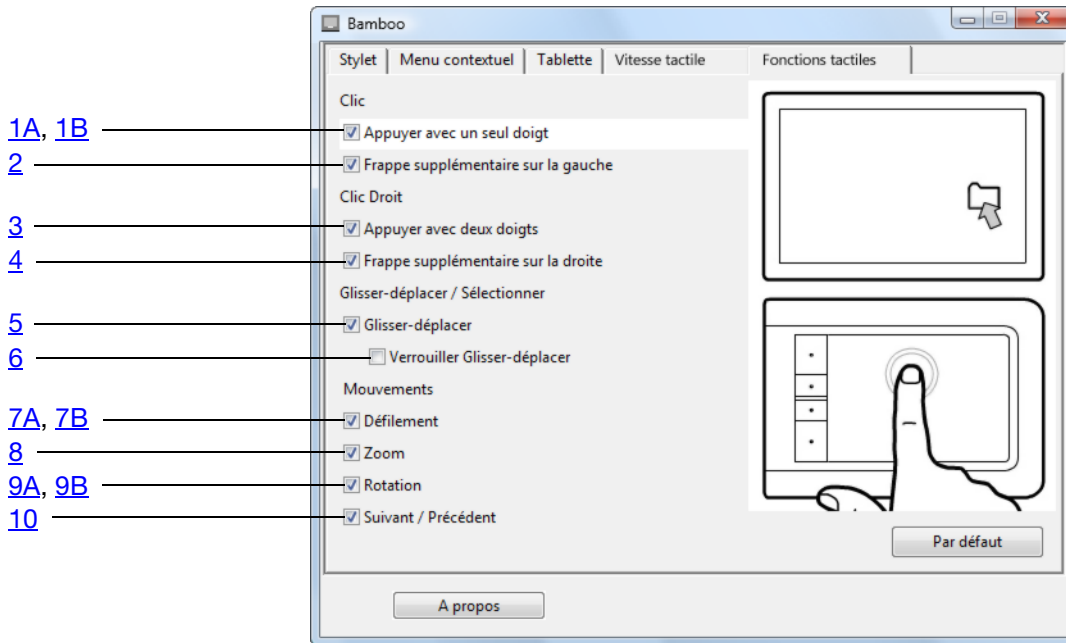 Bamboo
Stylet Menu contextuel Tablette Vitesse tactile Fonctions tactiles
Clic
1A, 1B Appuyer avec un seul doigt
2 Frappe supplémentaire sur la gauche
Clic Droit
3 Appuyer avec deux doigts
4 Frappe supplémentaire sur la droite
Glisser-déplacer / Sélectionner
5 Glisser-déplacer
6 Verrouiller Glisser-déplacer
Mouvements
7A, 7B Défilement
8 Zoom
9A, 9B Rotation
10 Suivant / Précédent
Par défaut
A propos